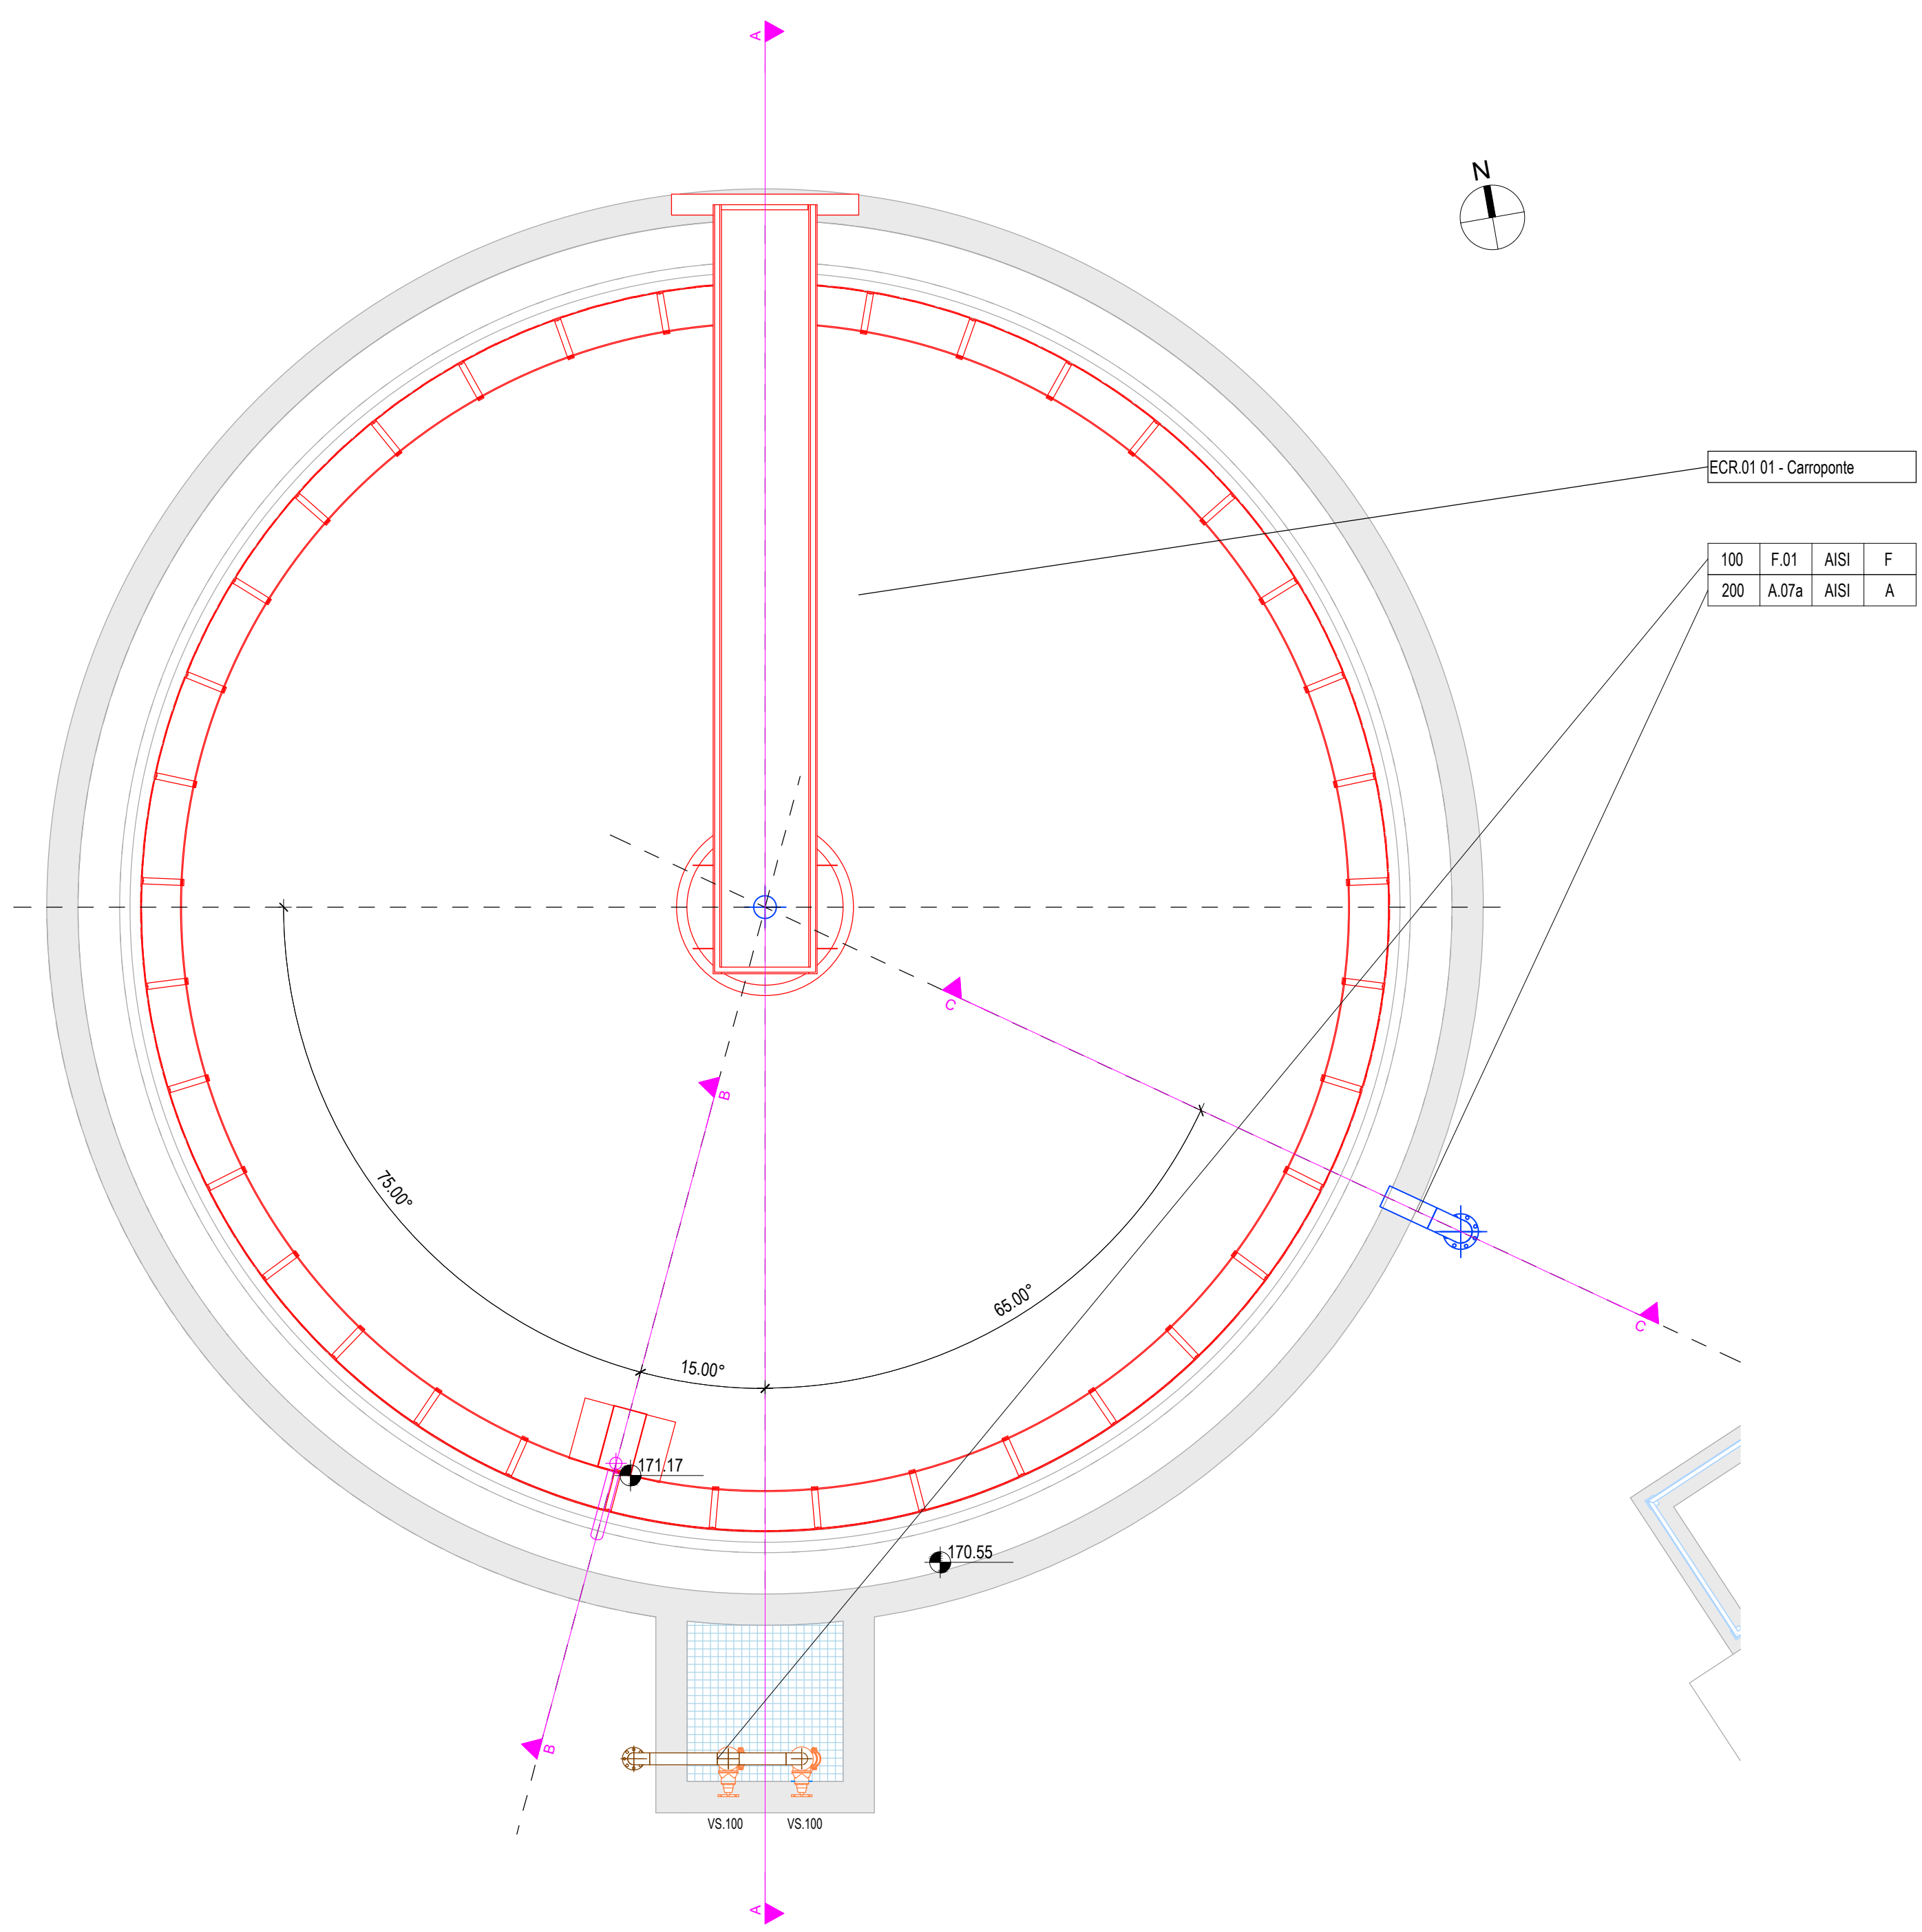 A
N
ECR.01 01 - Carroponte
100 F.01 AISI F
200 A.07a AISI A
C
B
75.00°
65.00°
C
15.00°
171.17
170.55
B
VS.100 VS.100
A